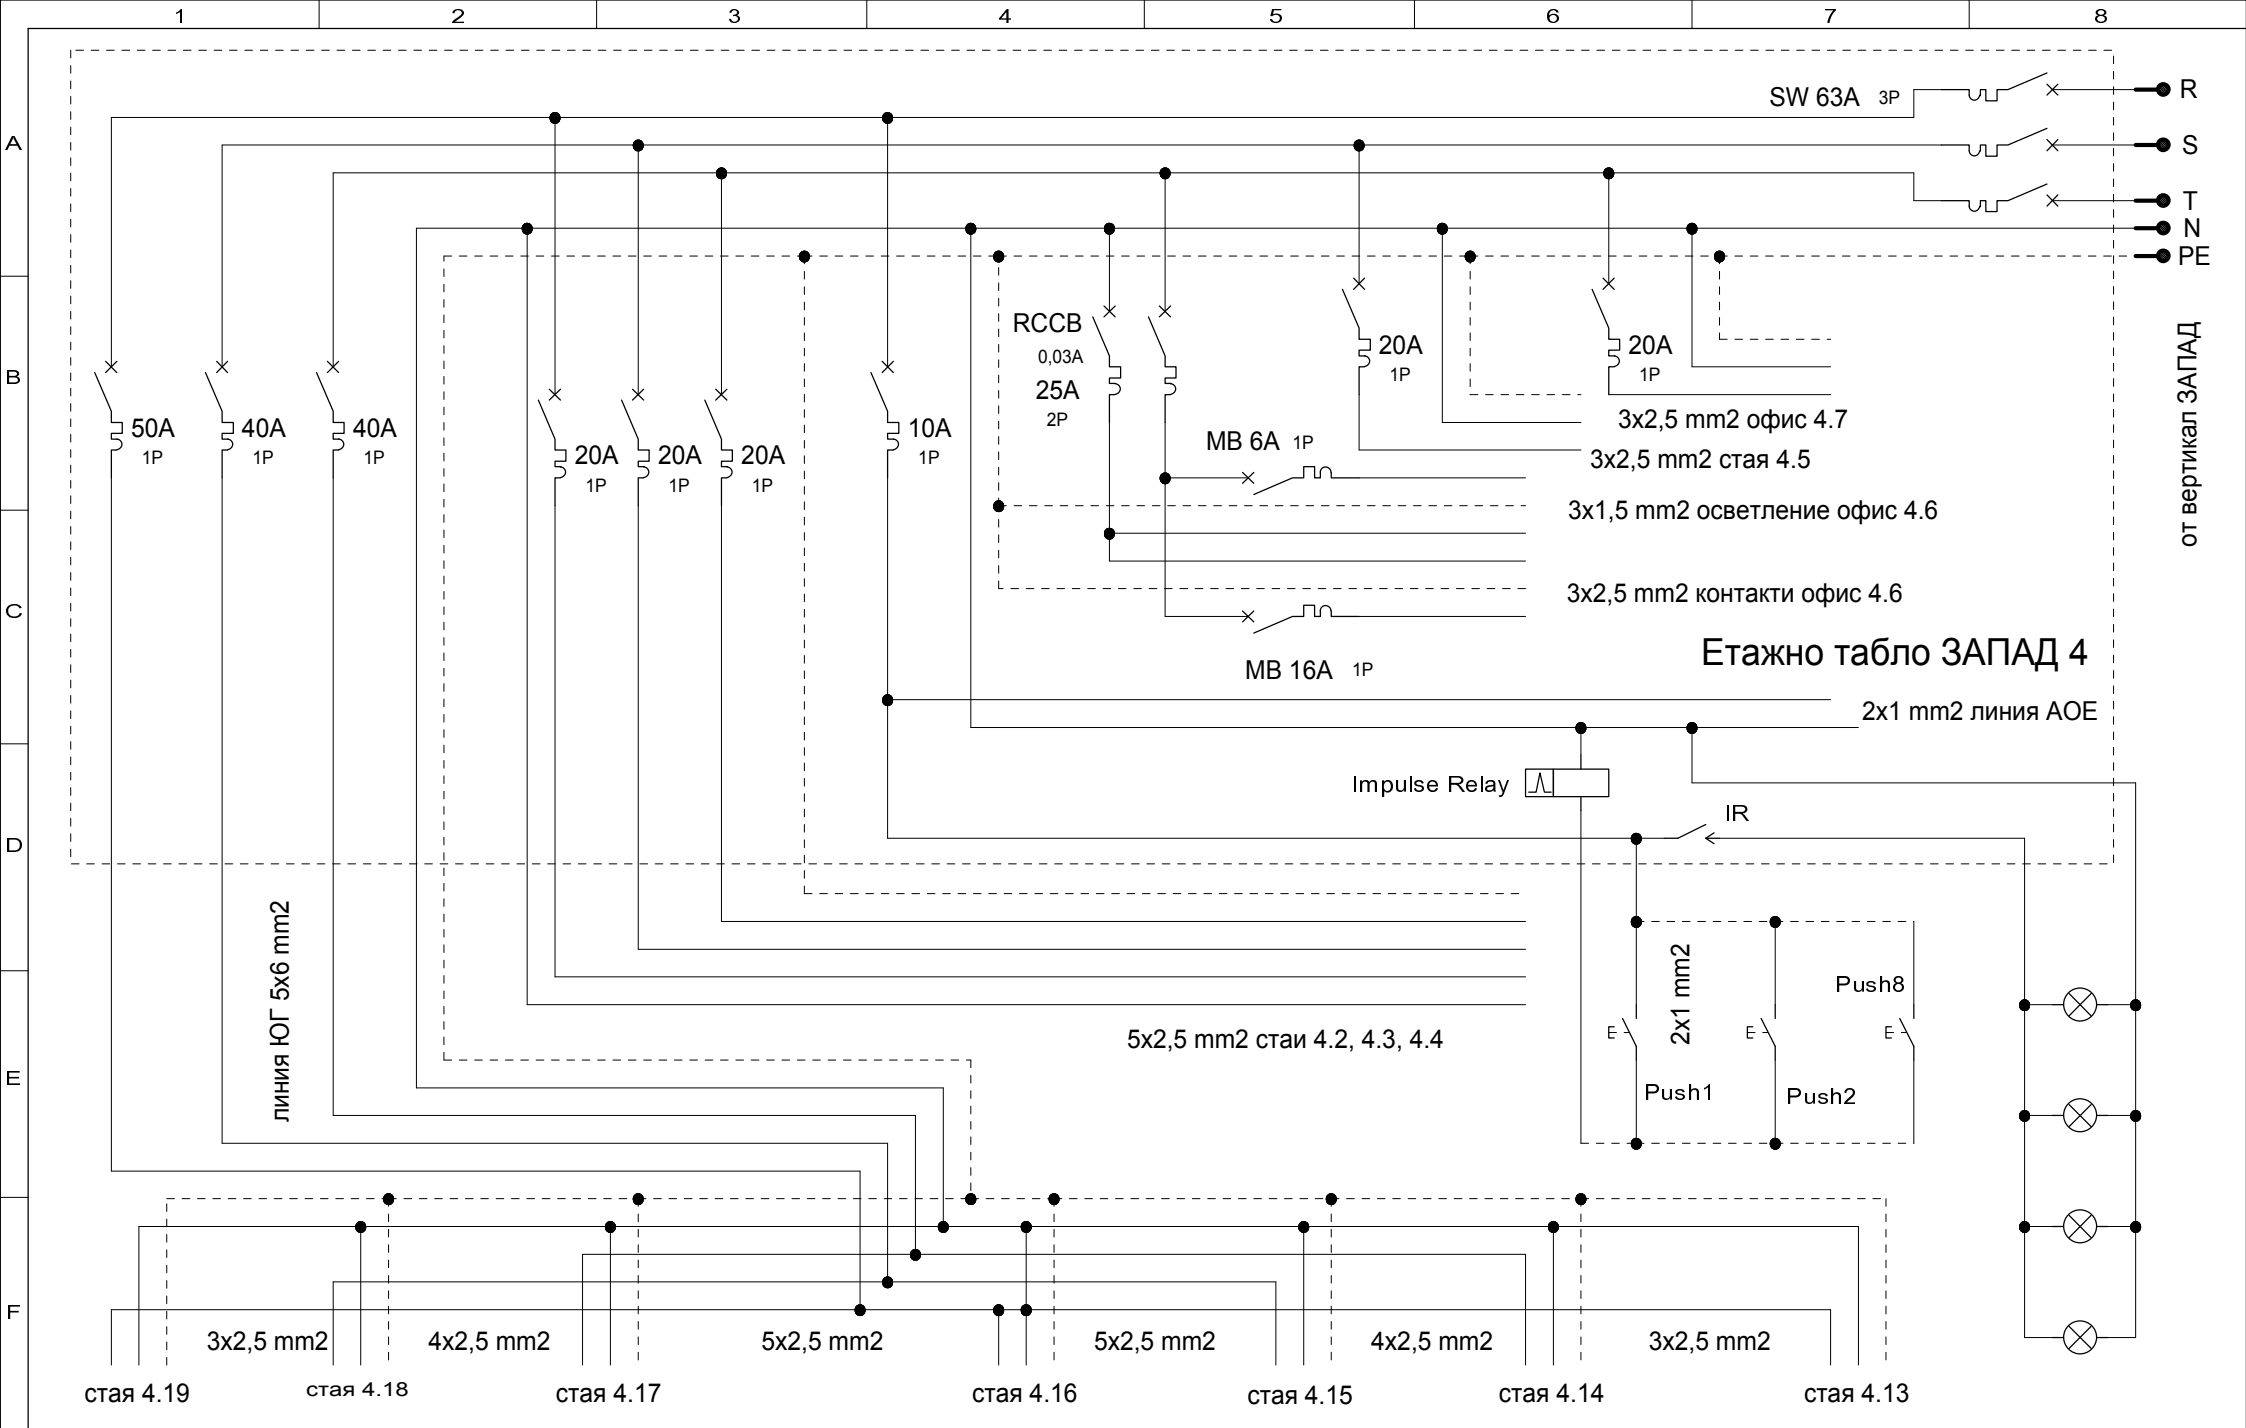 1 2 3 4 5 6 7 8
A
B
C
D
E
F
SW 63A 3P
R
S
T
N
PE
от вертикал ЗАПАД
RCCB
0,03A
25A
2P
20A
1P
20A
1P
50A
1P
40A
1P
40A
1P
20A
1P
20A
1P
20A
1P
10A
1P
3x2,5 mm2 офис 4.7
MB 6A 1P
3x2,5 mm2 стая 4.5
3x1,5 mm2 осветление офис 4.6
3x2,5 mm2 контакти офис 4.6
Етажно табло ЗАПАД 4
MB 16A 1P
2x1 mm2 линия АОЕ
Impulse Relay
IR
линия ЮГ 5x6 mm2
2x1 mm2
Push8
5x2,5 mm2 стаи 4.2, 4.3, 4.4
Push1
Push2
3x2,5 mm2
4x2,5 mm2
5x2,5 mm2
5x2,5 mm2
4x2,5 mm2
3x2,5 mm2
стая 4.19
стая 4.18
стая 4.17
стая 4.16
стая 4.15
стая 4.14
стая 4.13